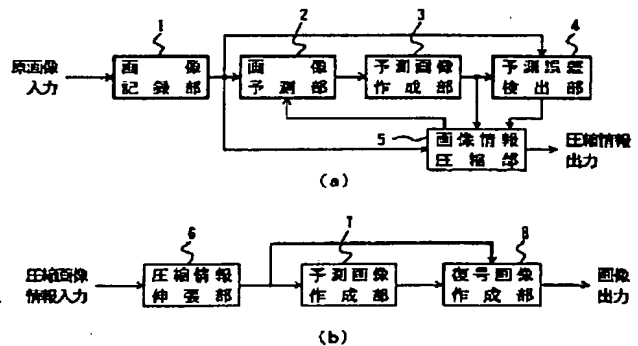 1
2
3
4
原画像
入力
画像
記録部
画像
予測部
予測画像
作成部
予測誤差
検出部
5
画像情報
圧縮部
圧縮情報
出力
(a)
6
7
8
圧縮画像
情報入力
圧縮情報
伸張部
予測画像
作成部
復号画像
作成部
画像
出力
(b)